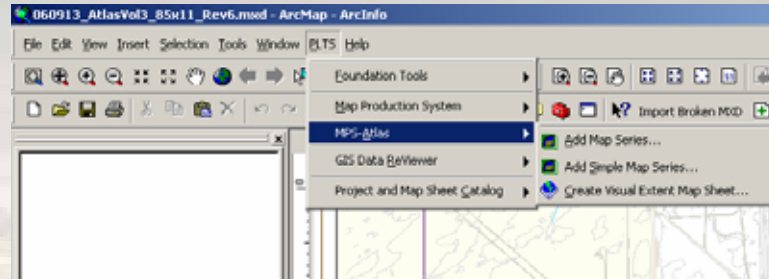 060913_AtlasVol3_85x11_Rev6.mxd - ArcMap - ArcInfo
File Edit View Insert Selection Tools Window PLTS Help
Foundation Tools
Map Production System
Import Broken MXD
MPS-Atlas
Add Map Series...
GIS Data ReViewer
Add Simple Map Series...
Project and Map Sheet Catalog
Create Visual Extent Map Sheet...